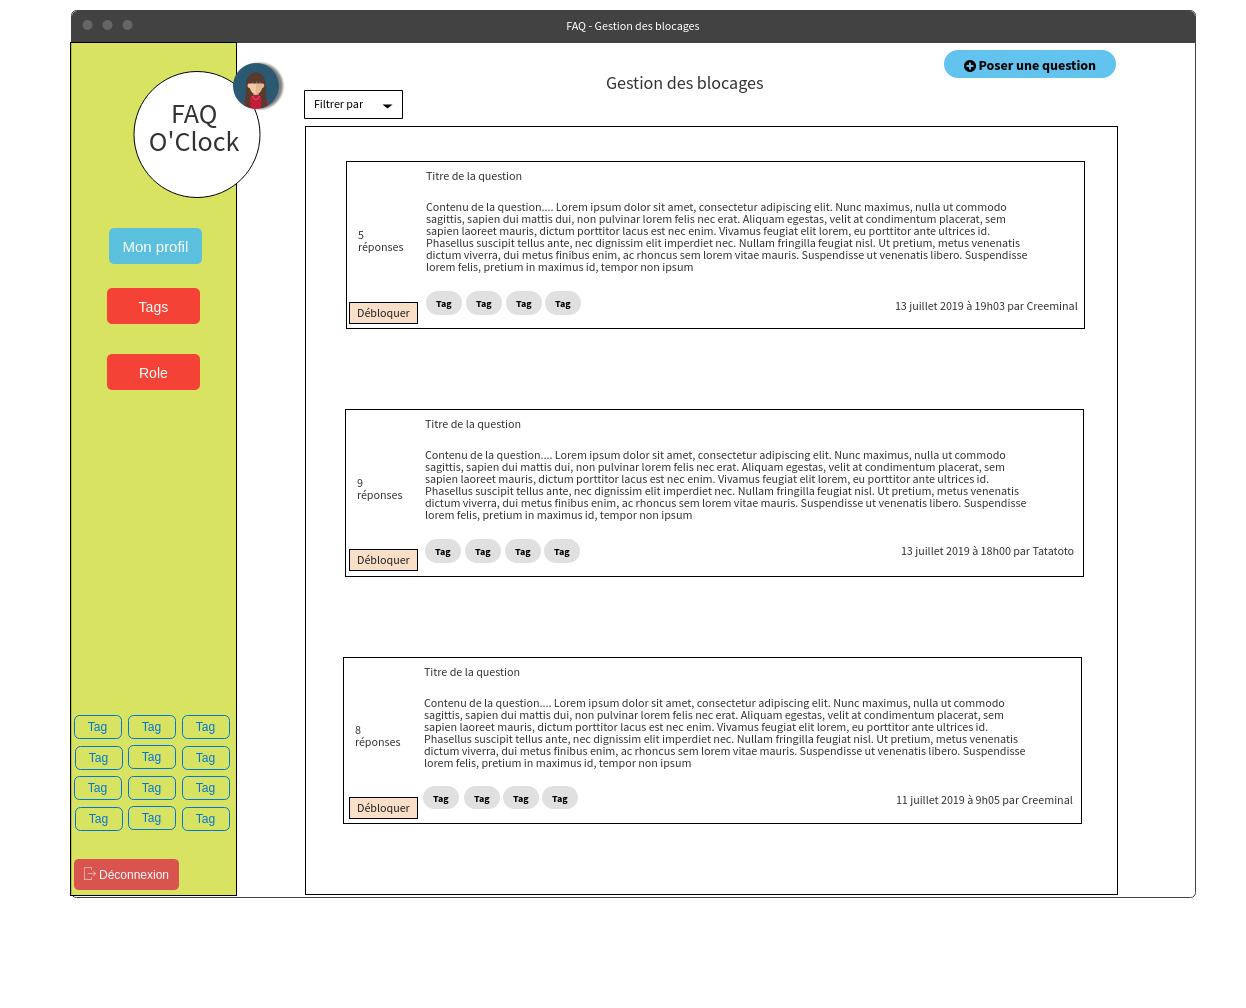 FAQ - Gestion des blocages
Poser une question
Gestion des blocages
FAQ
O'Clock
Filtrer par
Mon profil
Tags
Role
Titre de la question
Contenu de la question.... Lorem ipsum dolor sit amet, consectetur adipiscing elit. Nunc maximus, nulla ut commodo
sagittis, sapien dui mattis dui, non pulvinar lorem felis nec erat. Aliquam egestas, velit at condimentum placerat, sem
sapien laoreet mauris, dictum porttitor lacus est nec enim. Vivamus feugiat elit lorem, eu porttitor ante ultrices id.
Phasellus suscipit tellus ante, nec dignissim elit imperdiet nec. Nullam fringilla feugiat nisl. Ut pretium, metus venenatis
dictum viverra, dui metus finibus enim, ac rhoncus sem lorem vitae mauris. Suspendisse ut venenatis libero. Suspendisse
lorem felis, pretium in maximus id, tempor non ipsum
5
réponses
Débloquer
Tag Tag Tag Tag
13 juillet 2019 à 19h03 par Creeminal
Titre de la question
Contenu de la question.... Lorem ipsum dolor sit amet, consectetur adipiscing elit. Nunc maximus, nulla ut commodo
sagittis, sapien dui mattis dui, non pulvinar lorem felis nec erat. Aliquam egestas, velit at condimentum placerat, sem
sapien laoreet mauris, dictum porttitor lacus est nec enim. Vivamus feugiat elit lorem, eu porttitor ante ultrices id.
Phasellus suscipit tellus ante, nec dignissim elit imperdiet nec. Nullam fringilla feugiat nisl. Ut pretium, metus venenatis
dictum viverra, dui metus finibus enim, ac rhoncus sem lorem vitae mauris. Suspendisse ut venenatis libero. Suspendisse
lorem felis, pretium in maximus id, tempor non ipsum
9
réponses
Débloquer
Tag Tag Tag Tag
13 juillet 2019 à 18h00 par Tatatoto
Titre de la question
Contenu de la question.... Lorem ipsum dolor sit amet, consectetur adipiscing elit. Nunc maximus, nulla ut commodo
sagittis, sapien dui mattis dui, non pulvinar lorem felis nec erat. Aliquam egestas, velit at condimentum placerat, sem
sapien laoreet mauris, dictum porttitor lacus est nec enim. Vivamus feugiat elit lorem, eu porttitor ante ultrices id.
Phasellus suscipit tellus ante, nec dignissim elit imperdiet nec. Nullam fringilla feugiat nisl. Ut pretium, metus venenatis
dictum viverra, dui metus finibus enim, ac rhoncus sem lorem vitae mauris. Suspendisse ut venenatis libero. Suspendisse
lorem felis, pretium in maximus id, tempor non ipsum
8
réponses
Débloquer
Tag Tag Tag Tag
11 juillet 2019 à 9h05 par Creeminal
Tag Tag Tag
Tag Tag Tag
Tag Tag Tag
Tag Tag Tag
Déconnexion